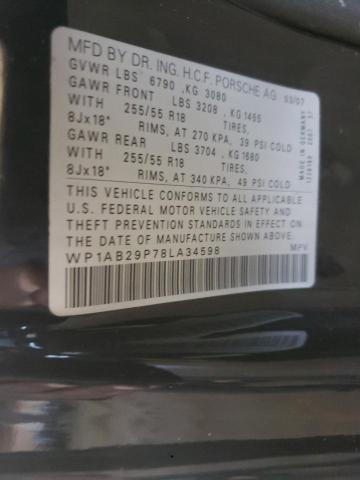 MFD BY DR. ING. H.C.F. PORSCHE AG 03/07
GVWR LBS 6790 ,KG 3080
GAWR FRONT LBS 3208 , KG 1455
WITH 255/55 R18 TIRES,
8Jx18" RIMS, AT 270 KPA, 39 PSI COLD
GAWR REAR LBS 3704 , KG 1680
WITH 255/55 R18 TIRES,
8Jx18" RIMS, AT 340 KPA, 49 PSI COLD
THIS VEHICLE CONFORMS TO ALL APPLICABLE
U.S. FEDERAL MOTOR VEHICLE SAFETY AND
THEFT PREVENTION STANDARDS IN EFFECT ON
THE DATE OF MANUFACTURE.
WP1AB29P78LA34598 MPV
MADE IN GERMANY